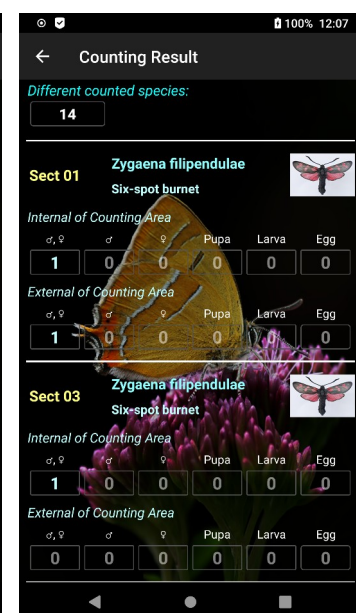 100% 12:07
Counting Result
Different counted species:
14
Sect 01
Zygaena filipendulae
Six-spot burnet
Internal of Counting Area
♂, ♀ ♂ ♀ Pupa Larva Egg
1 0 0 0 0 0
External of Counting Area
♂, ♀ ♂ ♀ Pupa Larva Egg
1 0 0 0 0 0
Sect 03
Zygaena filipendulae
Six-spot burnet
Internal of Counting Area
♂, ♀ ♂ ♀ Pupa Larva Egg
1 0 0 0 0 0
External of Counting Area
♂, ♀ ♂ ♀ Pupa Larva Egg
0 0 0 0 0 0